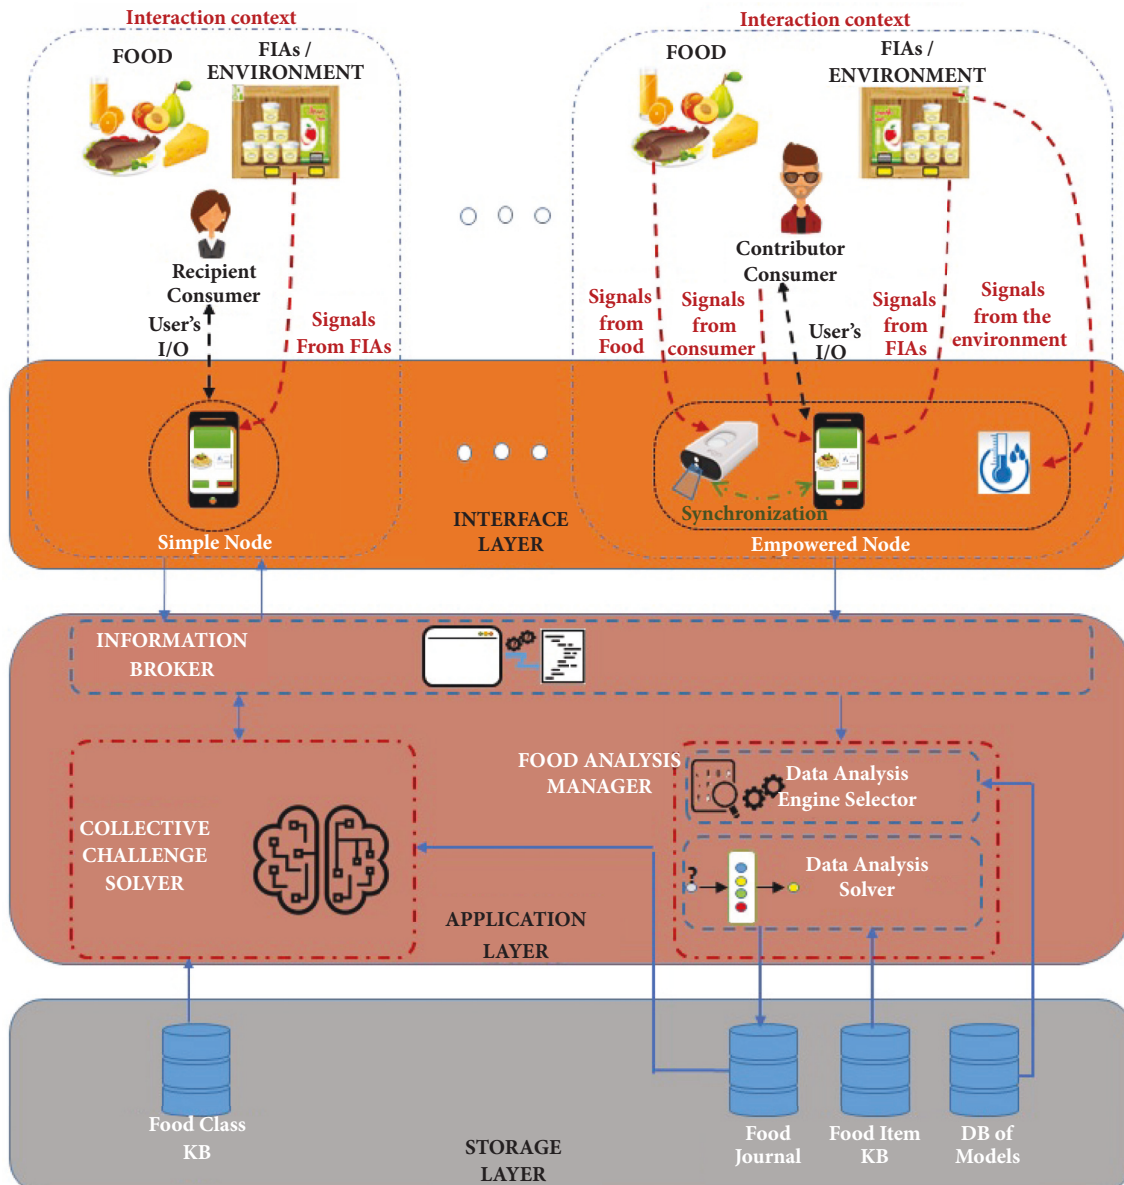 Interaction context
FOOD
FIAs /
ENVIRONMENT
Recipient
Consumer
User's
I/O
Signals
From FIAs
Interaction context
FOOD
FIAs /
ENVIRONMENT
Contributor
Consumer
Signals
from
Food
Signals
from
consumer
User's
I/O
Signals
from
FIAs
Signals
from the
environment
Simple Node
INTERFACE
LAYER
Synchronization
Empowered Node
INFORMATION
BROKER
COLLECTIVE
CHALLENGE
SOLVER
FOOD ANALYSIS
MANAGER
Data Analysis
Engine Selector
?
Data Analysis
Solver
APPLICATION
LAYER
Food Class
KB
STORAGE
LAYER
Food
Journal
Food Item
KB
DB of
Models